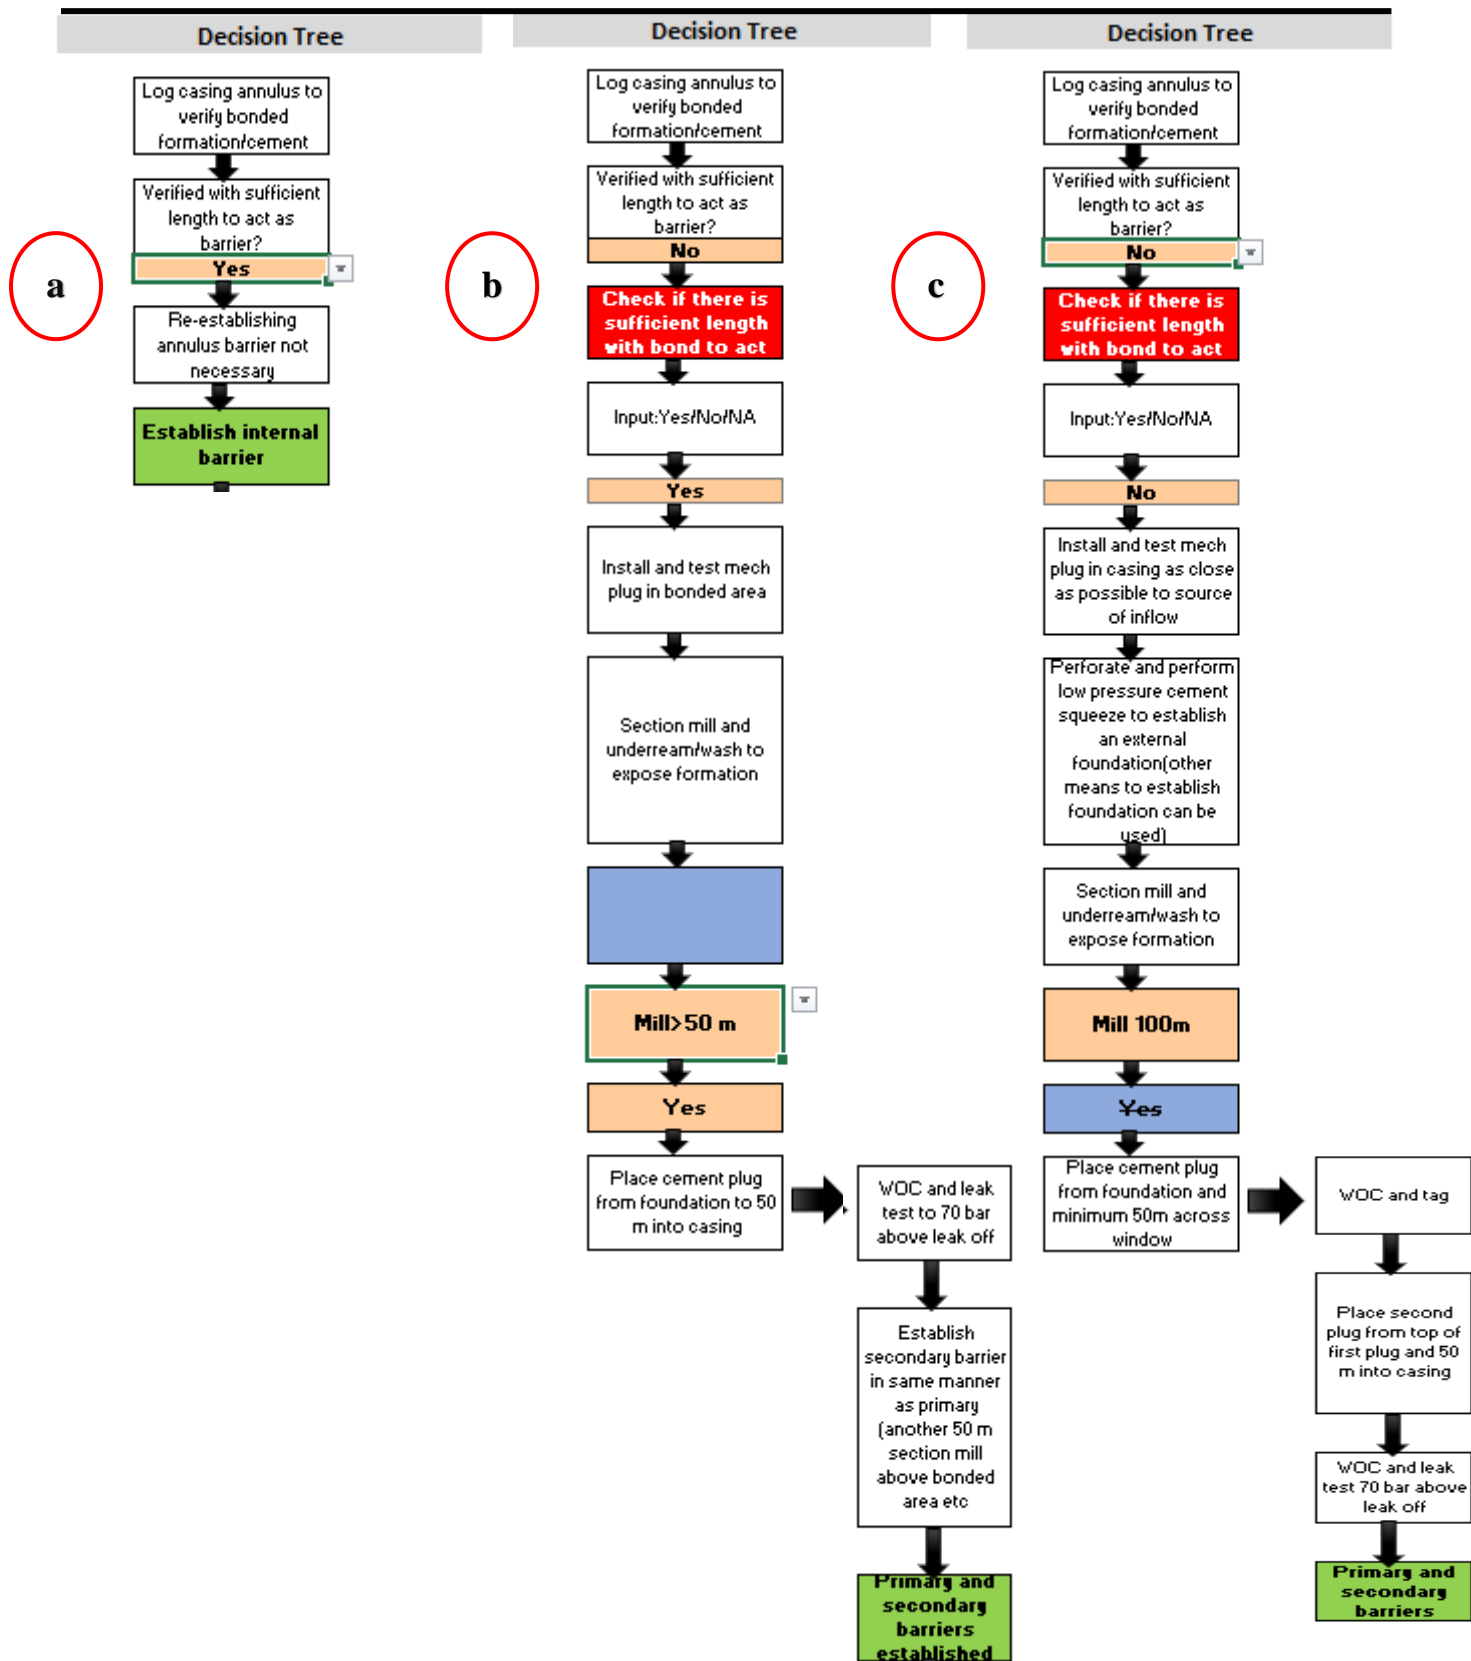 Decision Tree
Log casing annulus to
verify bonded
formation/cement
Verified with sufficient
length to act as
barrier?
Yes
a
Re-establishing
annulus barrier not
necessary
Establish internal
barrier
Decision Tree
Log casing annulus to
verify bonded
formation/cement
Verified with sufficient
length to act as
barrier?
No
b
Check if there is
sufficient length
with bond to act
Input:Yes/No/NA
Yes
Install and test mech
plug in bonded area
Section mill and
underream/wash to
expose formation
Mill>50 m
Yes
Place cement plug
from foundation to 50
m into casing
WOC and leak
test to 70 bar
above leak off
Establish
secondary barrier
in same manner
as primary
(another 50 m
section mill
above bonded
area etc
Primary and
secondary
barriers
established
Decision Tree
Log casing annulus to
verify bonded
formation/cement
Verified with sufficient
length to act as
barrier?
No
c
Check if there is
sufficient length
with bond to act
Input:Yes/No/NA
No
Install and test mech
plug in casing as close
as possible to source
of inflow
Perforate and perform
low pressure cement
squeeze to establish
an external
foundation(other
means to establish
foundation can be
used)
Section mill and
underream/wash to
expose formation
Mill 100m
Yes
Place cement plug
from foundation and
minimum 50m across
window
WOC and tag
Place second
plug from top of
first plug and 50
m into casing
WOC and leak
test 70 bar above
leak off
Primary and
secondary
barriers